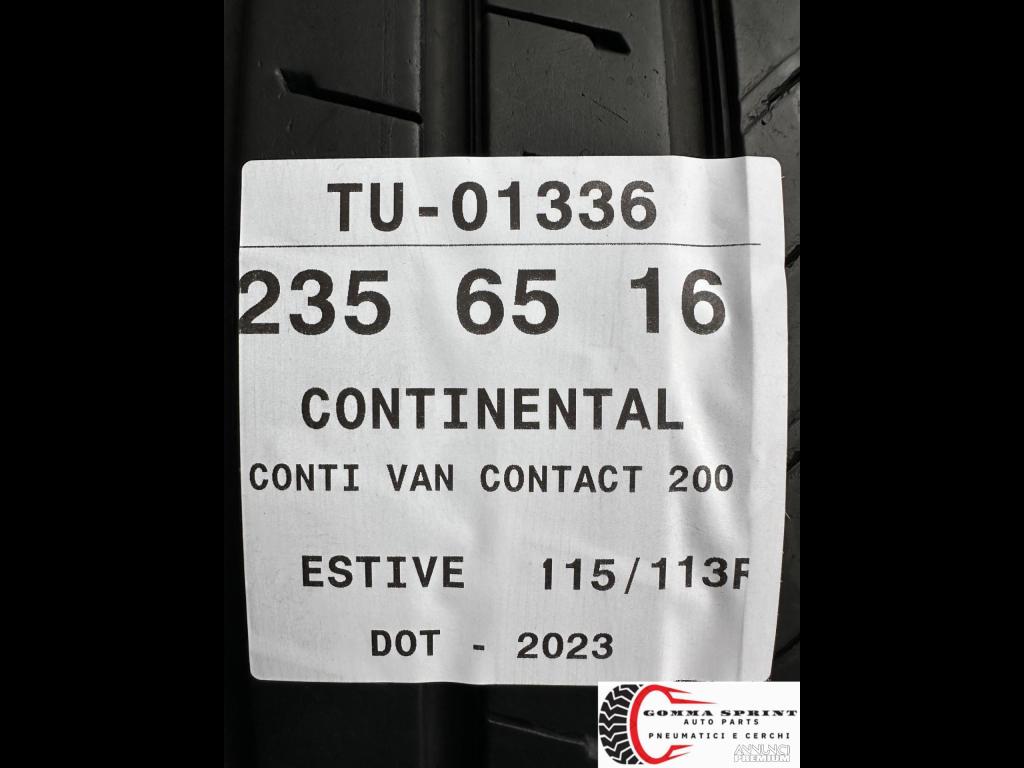 TU-01336
235 65 16
CONTINENTAL
CONTI VAN CONTACT 200
ESTIVE 115/113R
DOT - 2023
GOMMA SPRINT
AUTO PARTS
PNEUMATICI E CERCHI
ANNUNCI
PREMIUM